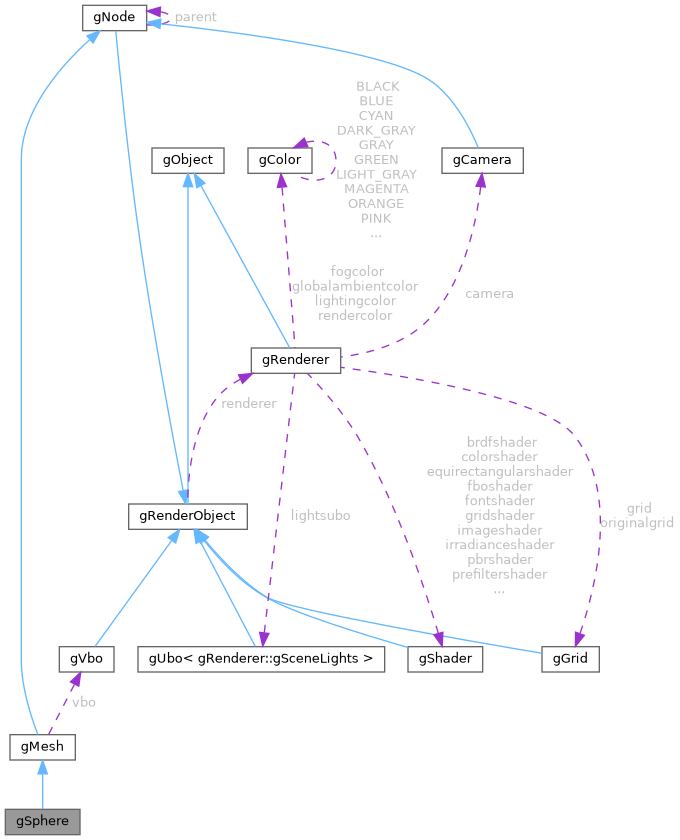 gNode
parent
BLACK
BLUE
CYAN
DARK_GRAY
GRAY
GREEN
LIGHT_GRAY
MAGENTA
ORANGE
PINK
...
gObject
gColor
gCamera
fogcolor
globalambientcolor
lightingcolor
rendercolor
camera
gRenderer
renderer
brdfshader
colorshader
equirectangularshader
fboshader
fontshader
gridshader
imageshader
irradianceshader
pbrshader
prefiltershader
...
grid
originalgrid
gRenderObject
lightsubo
gVbo
gUbo< gRenderer::gSceneLights >
gShader
gGrid
vbo
gMesh
gSphere